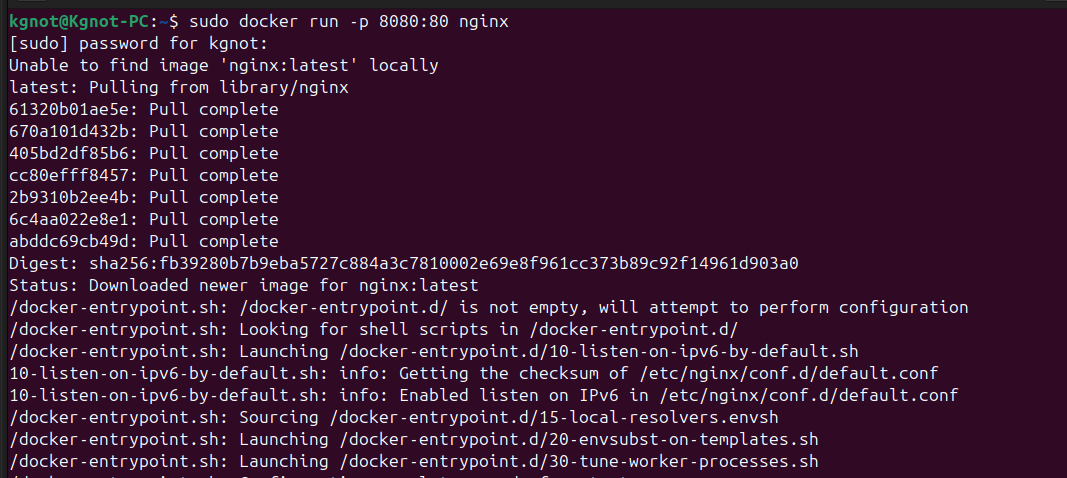 kgnot@Kgnot-PC:~$ sudo docker run -p 8080:80 nginx
[sudo] password for kgnot:
Unable to find image 'nginx:latest' locally
latest: Pulling from library/nginx
61320b01ae5e: Pull complete
670a101d432b: Pull complete
405bd2df85b6: Pull complete
cc80efff8457: Pull complete
2b9310b2ee4b: Pull complete
6c4aa022e8e1: Pull complete
abddc69cb49d: Pull complete
Digest: sha256:fb39280b7b9eba5727c884a3c7810002e69e8f961cc373b89c92f14961d903a0
Status: Downloaded newer image for nginx:latest
/docker-entrypoint.sh: /docker-entrypoint.d/ is not empty, will attempt to perform configuration
/docker-entrypoint.sh: Looking for shell scripts in /docker-entrypoint.d/
/docker-entrypoint.sh: Launching /docker-entrypoint.d/10-listen-on-ipv6-by-default.sh
10-listen-on-ipv6-by-default.sh: info: Getting the checksum of /etc/nginx/conf.d/default.conf
10-listen-on-ipv6-by-default.sh: info: Enabled listen on IPv6 in /etc/nginx/conf.d/default.conf
/docker-entrypoint.sh: Sourcing /docker-entrypoint.d/15-local-resolvers.envsh
/docker-entrypoint.sh: Launching /docker-entrypoint.d/20-envsubst-on-templates.sh
/docker-entrypoint.sh: Launching /docker-entrypoint.d/30-tune-worker-processes.sh